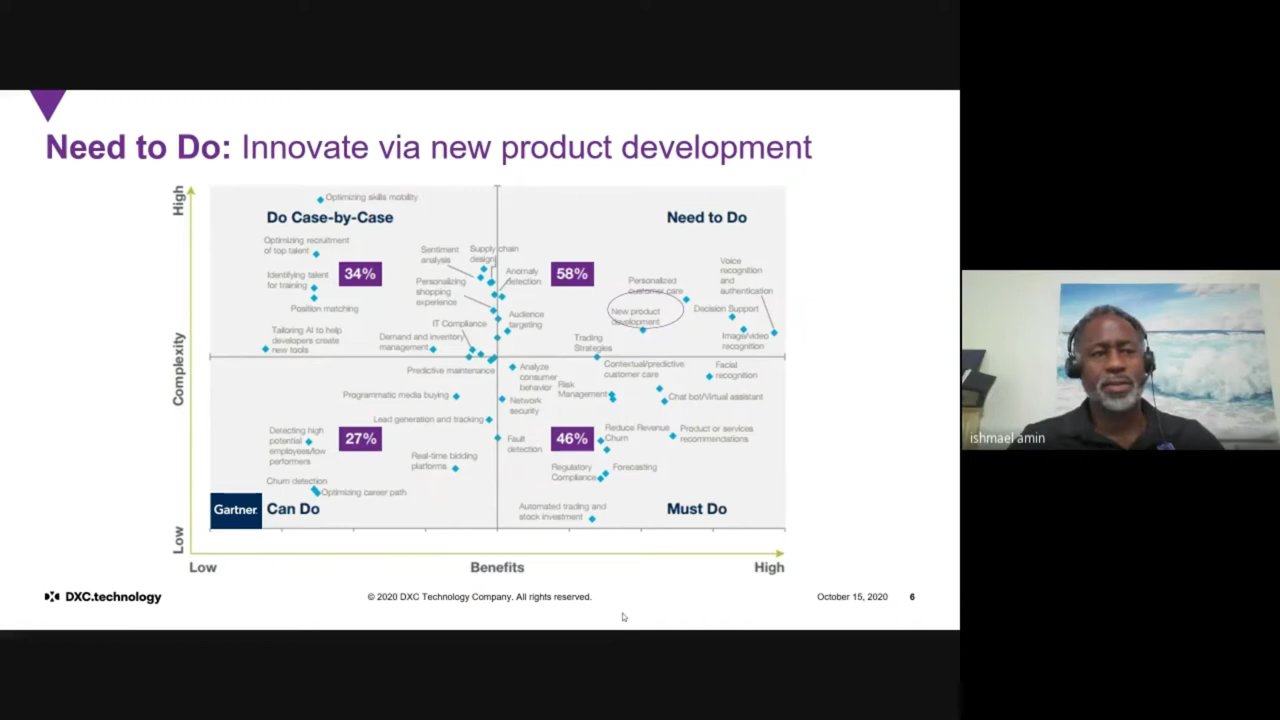 Need to Do: Innovate via new product development
High
Complexity
Low
Optimizing skills mobility
Do Case-by-Case
Need to Do
Optimizing recruitment
of top talent
34%
Identifying talent
for training
Position matching
Tailoring AI to help
developers create
new tools
Sentiment
analysis
Supply chain
design
Personalizing
shopping
experience
Anomaly
detection
IT Compliance
Audience
targeting
Demand and inventory
management
Predictive maintenance
58%
Personalized
customer care
New product
development
Voice
recognition
and
authentication
Decision Support
Image/video
recognition
Trading
Strategies
Programmatic media buying
Lead generation and tracking
Detecting high
potential
employees/low
performers
27%
Real-time bidding
platforms
Churn detection
Optimizing career path
Gartner
Can Do
Analyze
consumer
behavior
Risk
Management
Contextual/predictive
customer care
Facial
recognition
Chat bot/Virtual assistant
Network
security
Fault
detection
46%
Reduce Revenue
Churn
Product or services
recommendations
Regulatory
Compliance
Forecasting
Automated trading and
stock investment
Must Do
Low
Benefits
High
DXC.technology
© 2020 DXC Technology Company. All rights reserved.
October 15, 2020
6
ishmael amin